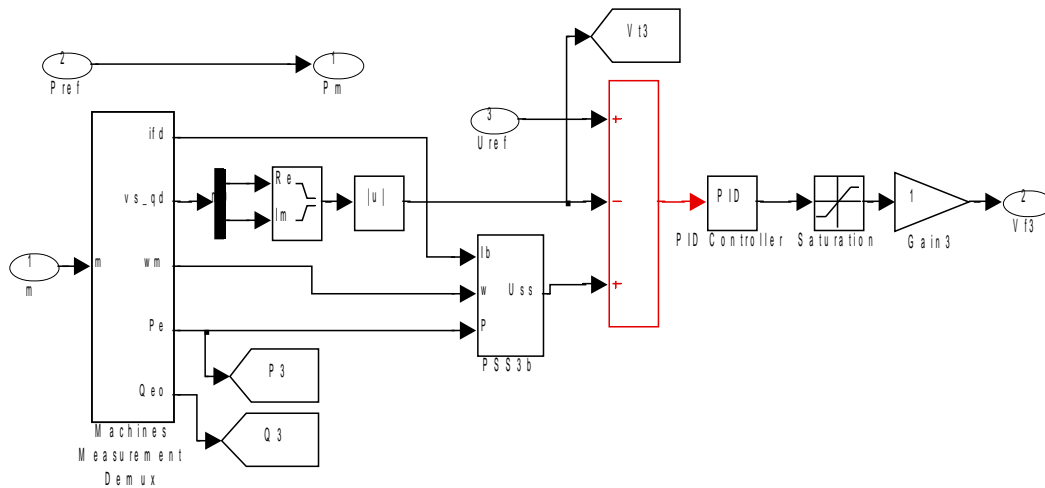 Vt3
2
Pref
1
Pm
3
Uref
+
−
+
ifd
vs_qd
wm
Pe
Qeo
m
1
m
Machines
Measurement
Demux
Re
Im
|u|
Ib
w
P
Uss
PSS3b
P3
Q3
PID
PID Controller
Saturation
1
Gain3
2
Vf3